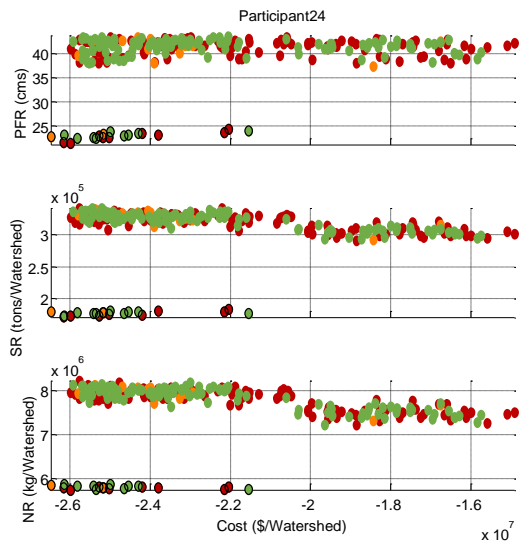 Participant24
40
35
30
25
PFR (cms)
x 10^5
3
2.5
2
SR (tons/Watershed)
x 10^6
8
7
6
NR (kg/Watershed)
-2.6 -2.4 -2.2 -2 -1.8 -1.6
Cost ($/Watershed)
x 10^7